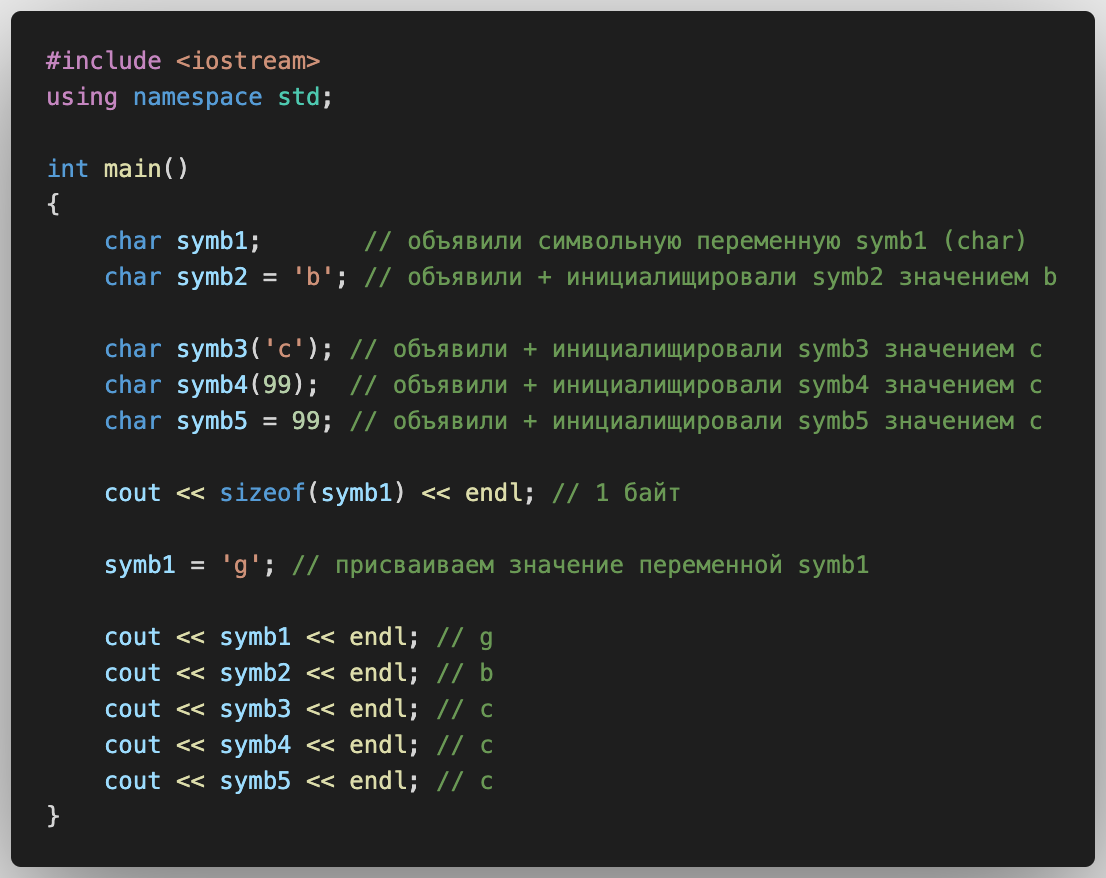 #include <iostream>
using namespace std;
int main()
{
char symb1; // объявили символьную переменную symb1 (char)
char symb2 = 'b'; // объявили + инициалищировали symb2 значением b
char symb3('c'); // объявили + инициалищировали symb3 значением c
char symb4(99); // объявили + инициалищировали symb4 значением c
char symb5 = 99; // объявили + инициалищировали symb5 значением c
cout << sizeof(symb1) << endl; // 1 байт
symb1 = 'g'; // присваиваем значение переменной symb1
cout << symb1 << endl; // g
cout << symb2 << endl; // b
cout << symb3 << endl; // c
cout << symb4 << endl; // c
cout << symb5 << endl; // c
}